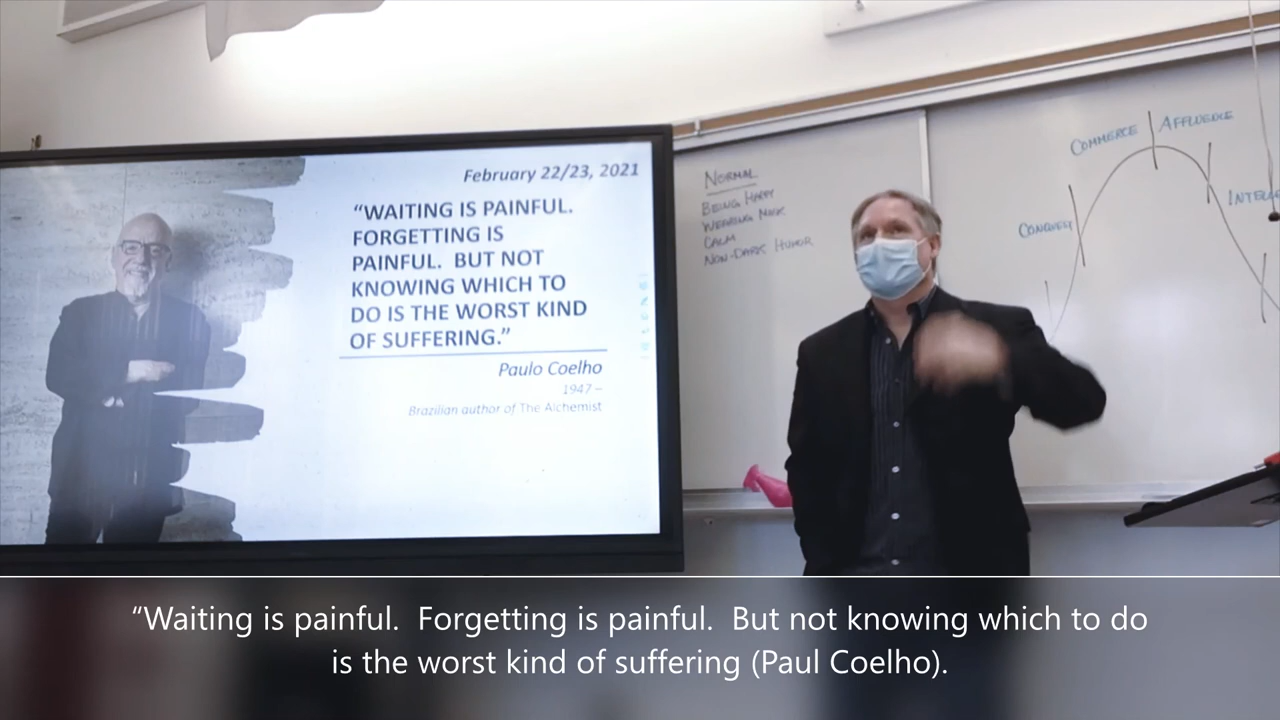 February 22/23, 2021
“WAITING IS PAINFUL.
FORGETTING IS
PAINFUL.  BUT NOT
KNOWING WHICH TO
DO IS THE WORST KIND
OF SUFFERING.”
Paulo Coelho
1947 –
Brazilian author of The Alchemist
NORMAL
BEING HAPPY
WEARING MASK
CALM
NON-DARK HUMOR
CONQUEST
COMMERCE
AFFLUENCE
“Waiting is painful.  Forgetting is painful.  But not knowing which to do
is the worst kind of suffering (Paul Coelho).